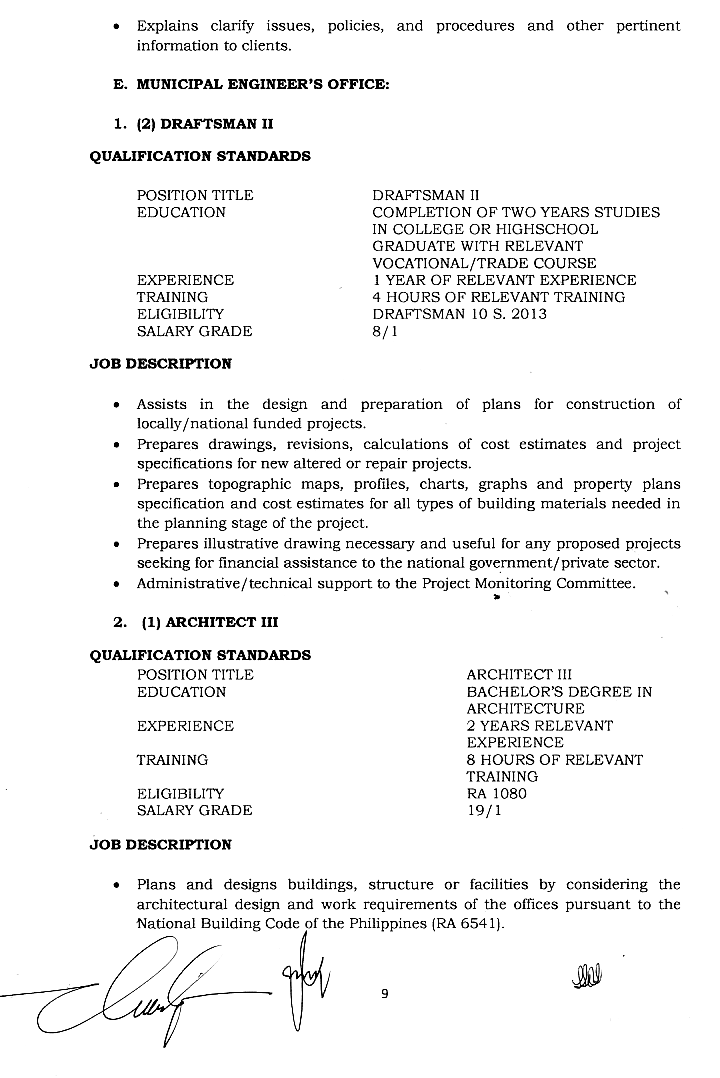 • Explains clarify issues, policies, and procedures and other pertinent
information to clients.
E. MUNICIPAL ENGINEER'S OFFICE:
1. (2) DRAFTSMAN II
QUALIFICATION STANDARDS
POSITION TITLE DRAFTSMAN II
EDUCATION COMPLETION OF TWO YEARS STUDIES
IN COLLEGE OR HIGHSCHOOL
GRADUATE WITH RELEVANT
VOCATIONAL/TRADE COURSE
EXPERIENCE 1 YEAR OF RELEVANT EXPERIENCE
TRAINING 4 HOURS OF RELEVANT TRAINING
ELIGIBILITY DRAFTSMAN 10 S. 2013
SALARY GRADE 8/1
JOB DESCRIPTION
• Assists in the design and preparation of plans for construction of
locally/national funded projects.
• Prepares drawings, revisions, calculations of cost estimates and project
specifications for new altered or repair projects.
• Prepares topographic maps, profiles, charts, graphs and property plans
specification and cost estimates for all types of building materials needed in
the planning stage of the project.
• Prepares illustrative drawing necessary and useful for any proposed projects
seeking for financial assistance to the national government/private sector.
• Administrative/technical support to the Project Monitoring Committee.
2. (1) ARCHITECT III
QUALIFICATION STANDARDS
POSITION TITLE ARCHITECT III
EDUCATION BACHELOR'S DEGREE IN
ARCHITECTURE
EXPERIENCE 2 YEARS RELEVANT
EXPERIENCE
TRAINING 8 HOURS OF RELEVANT
TRAINING
ELIGIBILITY RA 1080
SALARY GRADE 19/1
JOB DESCRIPTION
• Plans and designs buildings, structure or facilities by considering the
architectural design and work requirements of the offices pursuant to the
National Building Code of the Philippines (RA 6541).
9